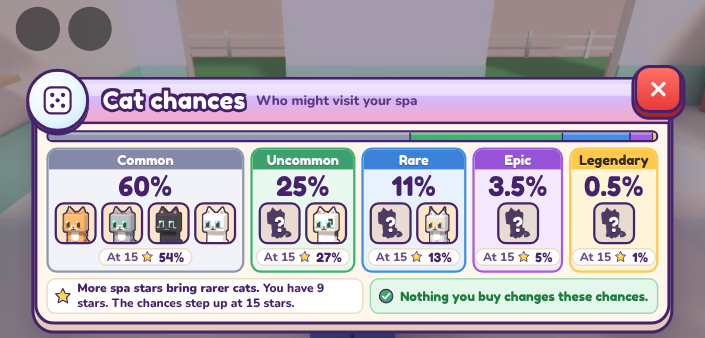 Cat chances Who might visit your spa
Common
60%
At 15 54%
Uncommon
25%
At 15 27%
Rare
11%
At 15 13%
Epic
3.5%
At 15 5%
Legendary
0.5%
At 15 1%
More spa stars bring rarer cats. You have 9
stars. The chances step up at 15 stars.
Nothing you buy changes these chances.